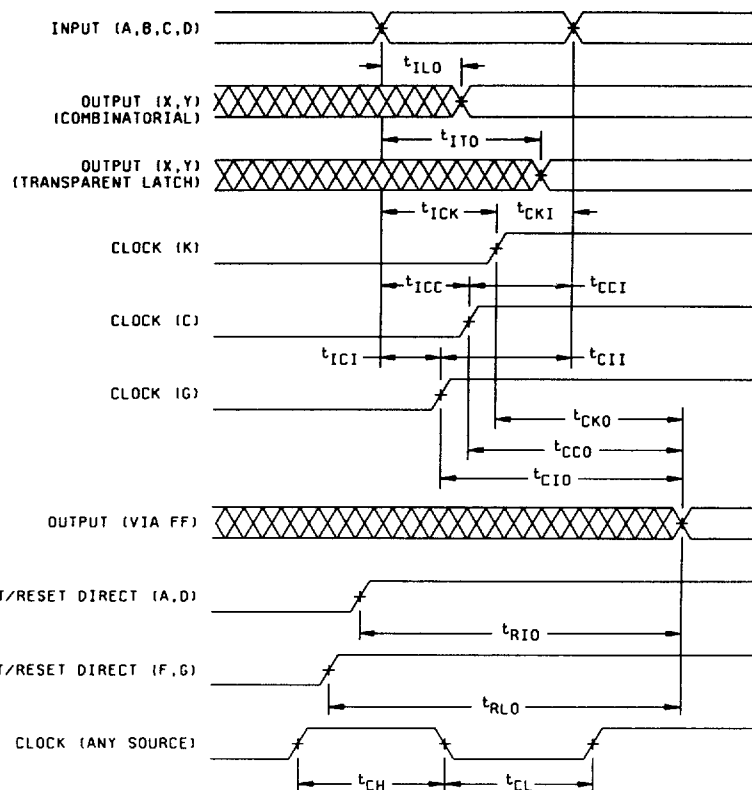 INPUT (A,B,C,D)
tILO
OUTPUT (X,Y)
(COMBINATORIAL)
tITO
OUTPUT (X,Y)
(TRANSPARENT LATCH)
tICK tCKI
CLOCK (K)
tICC tCCI
CLOCK (C)
tICI tCII
CLOCK (G)
tCKO
tCCO
tCIO
OUTPUT (VIA FF)
T/RESET DIRECT (A,D)
tRIO
T/RESET DIRECT (F,G)
tRLO
CLOCK (ANY SOURCE)
tCH tCL